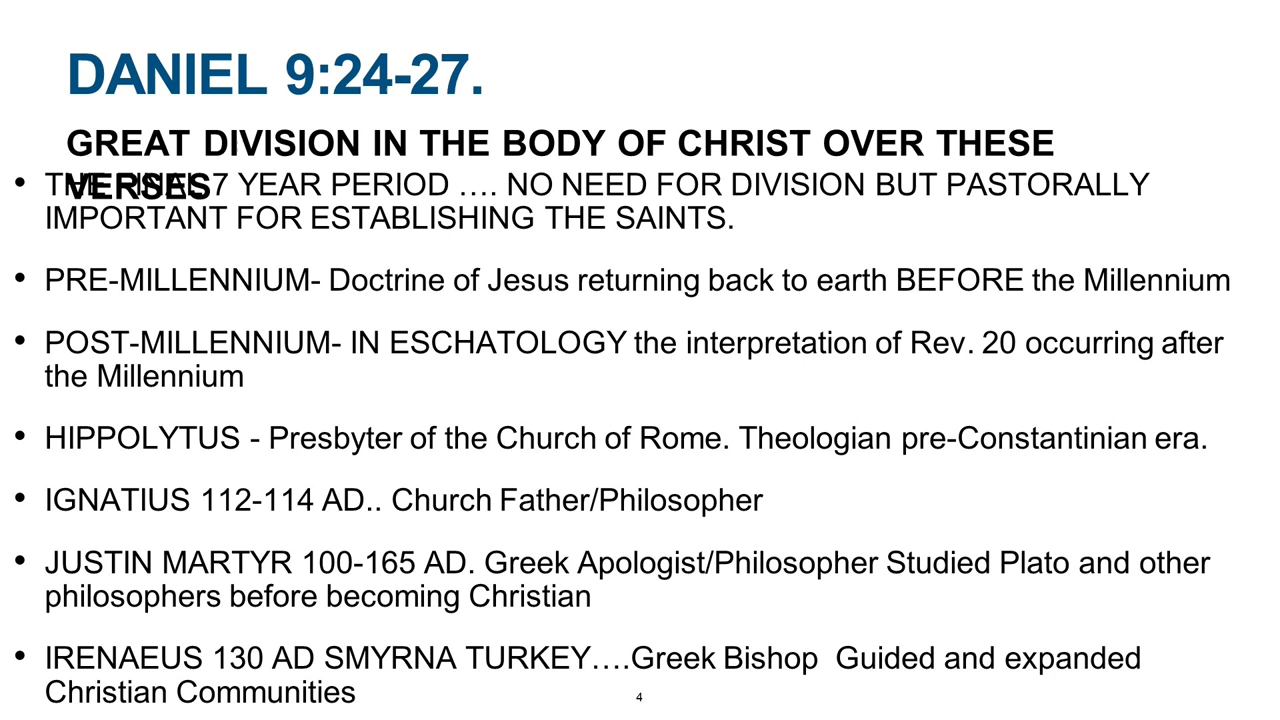 DANIEL 9:24-27.
GREAT DIVISION IN THE BODY OF CHRIST OVER THESE
VERSES
• THE FINAL 7 YEAR PERIOD …. NO NEED FOR DIVISION BUT PASTORALLY
IMPORTANT FOR ESTABLISHING THE SAINTS.
• PRE-MILLENNIUM- Doctrine of Jesus returning back to earth BEFORE the Millennium
• POST-MILLENNIUM- IN ESCHATOLOGY the interpretation of Rev. 20 occurring after
the Millennium
• HIPPOLYTUS - Presbyter of the Church of Rome. Theologian pre-Constantinian era.
• IGNATIUS 112-114 AD.. Church Father/Philosopher
• JUSTIN MARTYR 100-165 AD. Greek Apologist/Philosopher Studied Plato and other
philosophers before becoming Christian
• IRENAEUS 130 AD SMYRNA TURKEY….Greek Bishop  Guided and expanded
Christian Communities
4